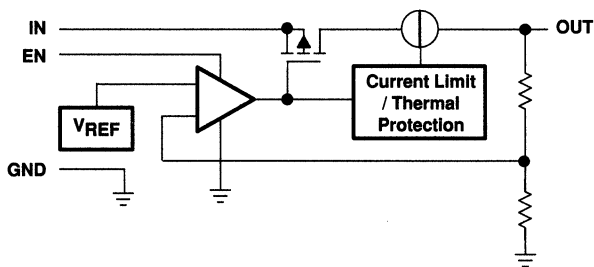 IN
OUT
EN
Current Limit
/ Thermal
Protection
VREF
GND